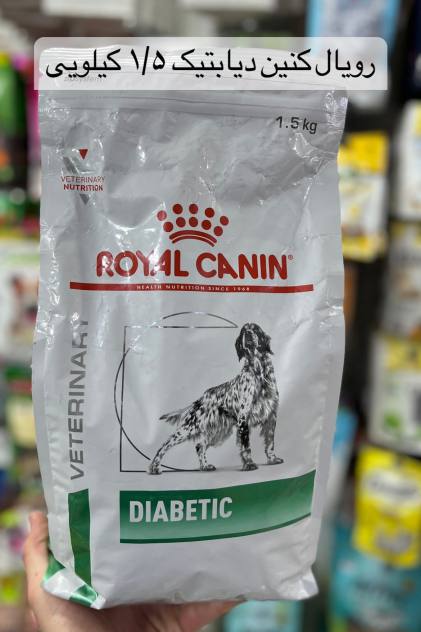 رویال کنین دیابتیک ۱/۵ کیلویی
1.5 kg
VETERINARY
NUTRITION
ROYAL CANIN®
HEALTH NUTRITION SINCE 1968
VETERINARY
DIABETIC